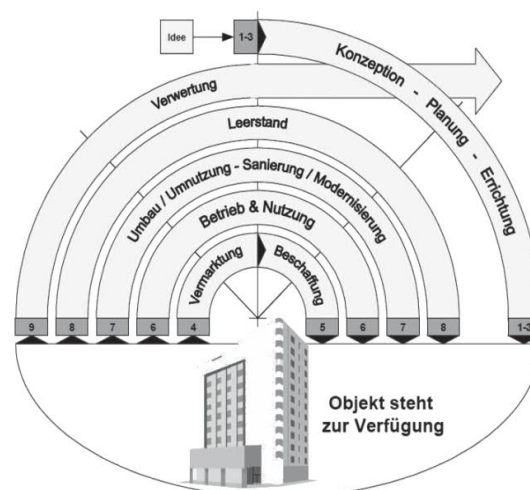 Idee
1-3
Konzeption - Planung - Errichtung
Verwertung
Leerstand
Umbau / Umnutzung - Sanierung / Modernisierung
Betrieb & Nutzung
Vermarktung
Beschaffung
9
8
7
6
4
5
6
7
8
1-3
Objekt steht
zur Verfügung